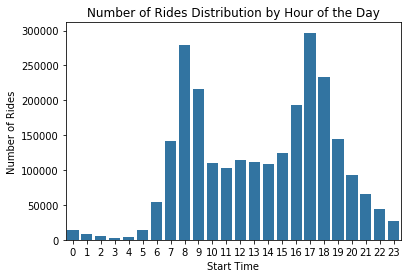 Number of Rides Distribution by Hour of the Day
300000
250000
200000
150000
100000
50000
0
Number of Rides
0 1 2 3 4 5 6 7 8 9 10 11 12 13 14 15 16 17 18 19 20 21 22 23
Start Time